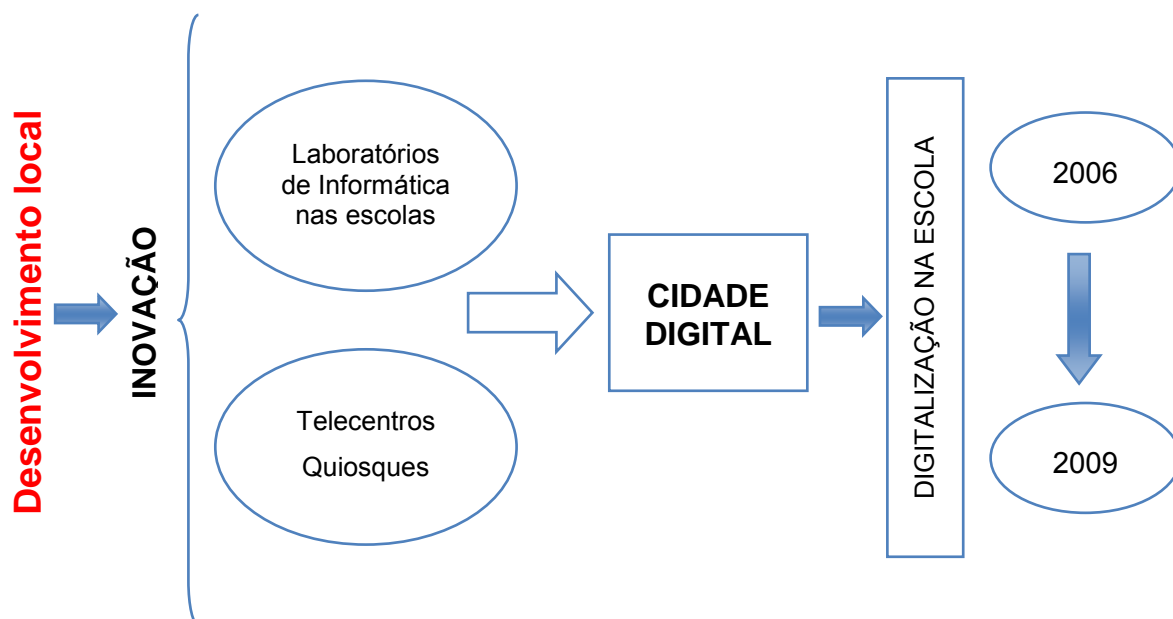 Desenvolvimento local
INOVAÇÃO
Laboratórios
de Informática
nas escolas
Telecentros
Quiosques
CIDADE
DIGITAL
DIGITALIZAÇÃO NA ESCOLA
2006
2009